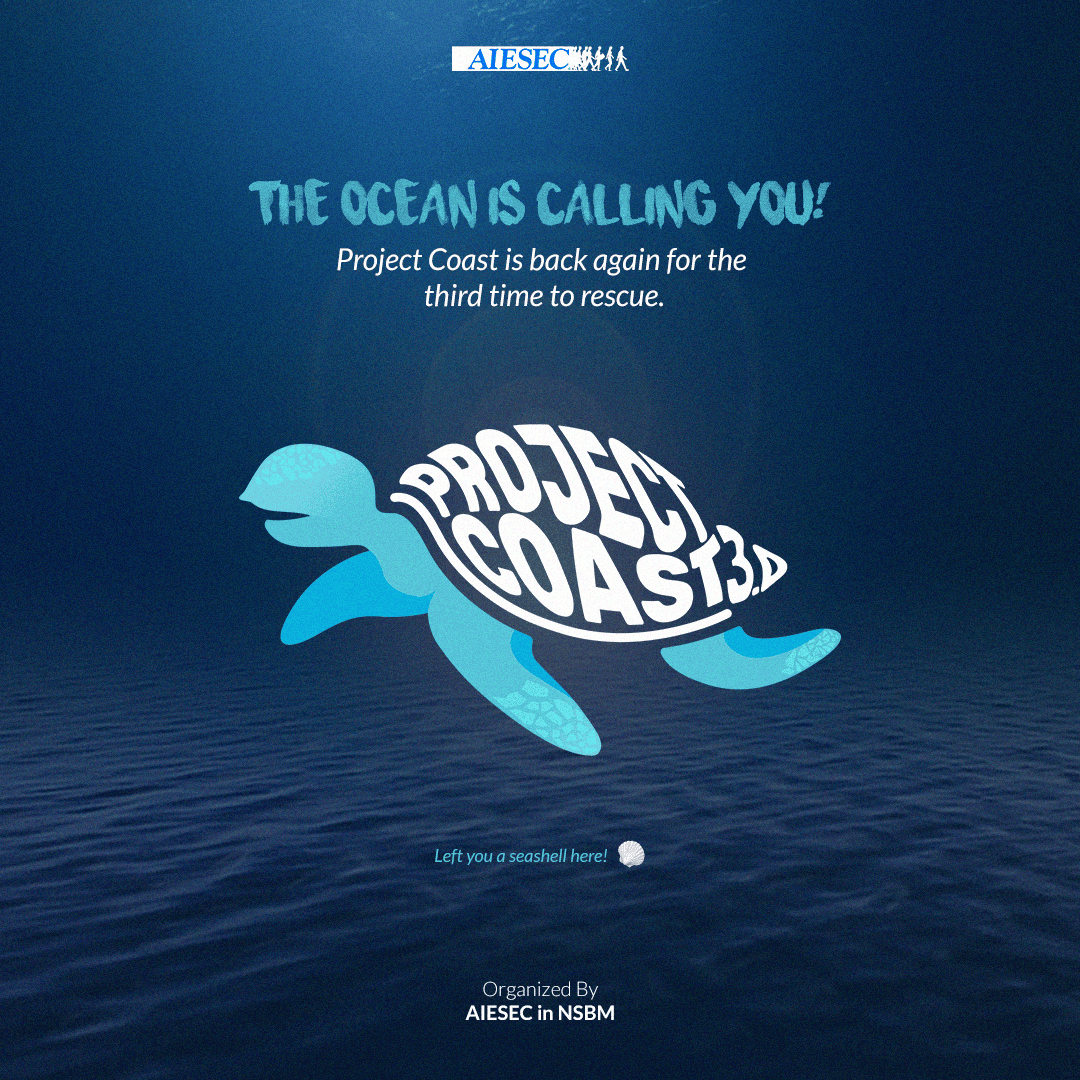 AIESEC
THE OCEAN IS CALLING YOU!
Project Coast is back again for the
third time to rescue.
PROJECT
COAST 3.0
Left you a seashell here!
Organized By
AIESEC in NSBM